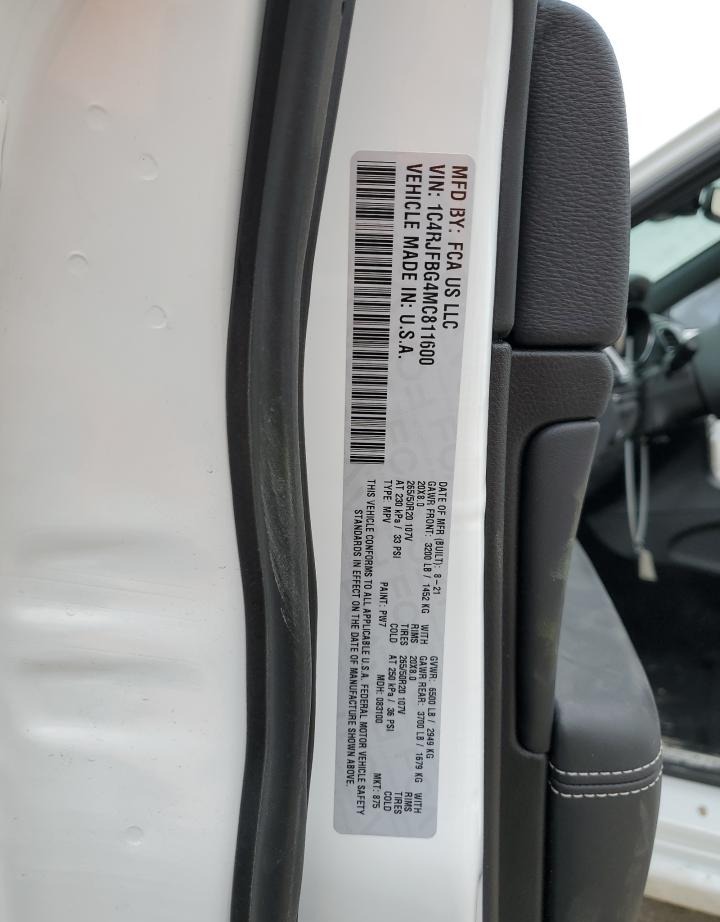 MFD BY: FCA US LLC
VIN: 1C4RJFBG4MC811600
VEHICLE MADE IN: U.S.A.
DATE OF MFR (BUILT): 8-21 GVWR: 6500 LB / 2949 KG
GAWR FRONT: 3200 LB / 1452 KG WITH GAWR REAR: 3700 LB / 1679 KG WITH
20X8.0 RIMS 20X8.0 RIMS
265/50R20 107V TIRES 265/50R20 107V TIRES
AT 230 kPa / 33 PSI COLD AT 250 kPa / 36 PSI COLD
TYPE: MPV PAINT: PW7 MDH: 083100 MKT: 875
THIS VEHICLE CONFORMS TO ALL APPLICABLE U.S.A. FEDERAL MOTOR VEHICLE SAFETY
STANDARDS IN EFFECT ON THE DATE OF MANUFACTURE SHOWN ABOVE.